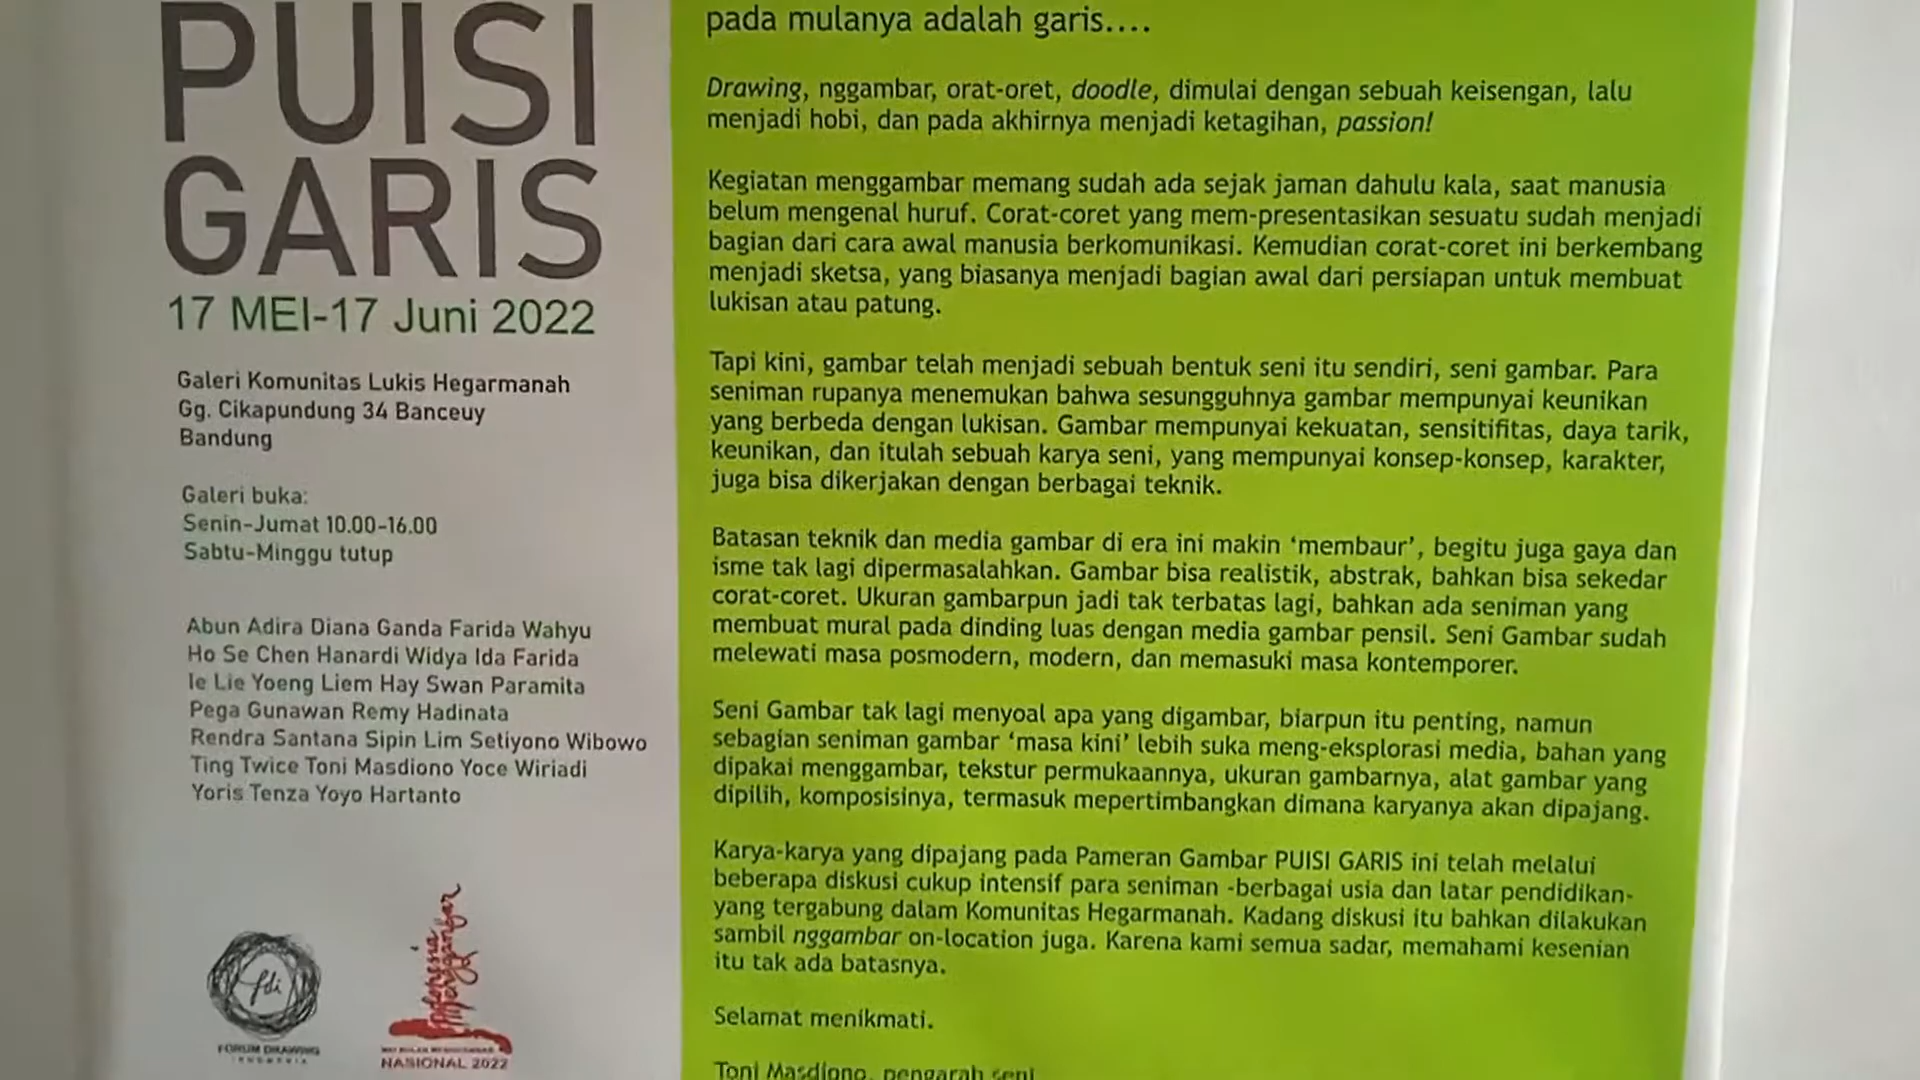 PUISI
GARIS
17 MEI-17 Juni 2022
Galeri Komunitas Lukis Hegarmanah
Gg. Cikapundung 34 Banceuy
Bandung
Galeri buka:
Senin-Jumat 10.00-16.00
Sabtu-Minggu tutup
Abun Adira Diana Ganda Farida Wahyu
Ho Se Chen Hanardi Widya Ida Farida
Ie Lie Yoeng Liem Hay Swan Paramita
Pega Gunawan Remy Hadinata
Rendra Santana Sipin Lim Setiyono Wibowo
Ting Twice Toni Masdiono Yoce Wiriadi
Yoris Tenza Yoyo Hartanto
fdi
FORUM DRAWING
INDONESIA
Indonesia
Menggambar
NASIONAL 2022
pada mulanya adalah garis....
Drawing, nggambar, orat-oret, doodle, dimulai dengan sebuah keisengan, lalu
menjadi hobi, dan pada akhirnya menjadi ketagihan, passion!
Kegiatan menggambar memang sudah ada sejak jaman dahulu kala, saat manusia
belum mengenal huruf. Corat-coret yang mem-presentasikan sesuatu sudah menjadi
bagian dari cara awal manusia berkomunikasi. Kemudian corat-coret ini berkembang
menjadi sketsa, yang biasanya menjadi bagian awal dari persiapan untuk membuat
lukisan atau patung.
Tapi kini, gambar telah menjadi sebuah bentuk seni itu sendiri, seni gambar. Para
seniman rupanya menemukan bahwa sesungguhnya gambar mempunyai keunikan
yang berbeda dengan lukisan. Gambar mempunyai kekuatan, sensitifitas, daya tarik,
keunikan, dan itulah sebuah karya seni, yang mempunyai konsep-konsep, karakter,
juga bisa dikerjakan dengan berbagai teknik.
Batasan teknik dan media gambar di era ini makin ‘membaur’, begitu juga gaya dan
isme tak lagi dipermasalahkan. Gambar bisa realistik, abstrak, bahkan bisa sekedar
corat-coret. Ukuran gambarpun jadi tak terbatas lagi, bahkan ada seniman yang
membuat mural pada dinding luas dengan media gambar pensil. Seni Gambar sudah
melewati masa posmodern, modern, dan memasuki masa kontemporer.
Seni Gambar tak lagi menyoal apa yang digambar, biarpun itu penting, namun
sebagian seniman gambar ‘masa kini’ lebih suka meng-eksplorasi media, bahan yang
dipakai menggambar, tekstur permukaannya, ukuran gambarnya, alat gambar yang
dipilih, komposisinya, termasuk mepertimbangkan dimana karyanya akan dipajang.
Karya-karya yang dipajang pada Pameran Gambar PUISI GARIS ini telah melalui
beberapa diskusi cukup intensif para seniman -berbagai usia dan latar pendidikan-
yang tergabung dalam Komunitas Hegarmanah. Kadang diskusi itu bahkan dilakukan
sambil nggambar on-location juga. Karena kami semua sadar, memahami kesenian
itu tak ada batasnya.
Selamat menikmati.
Toni Masdiono, pengarah seni